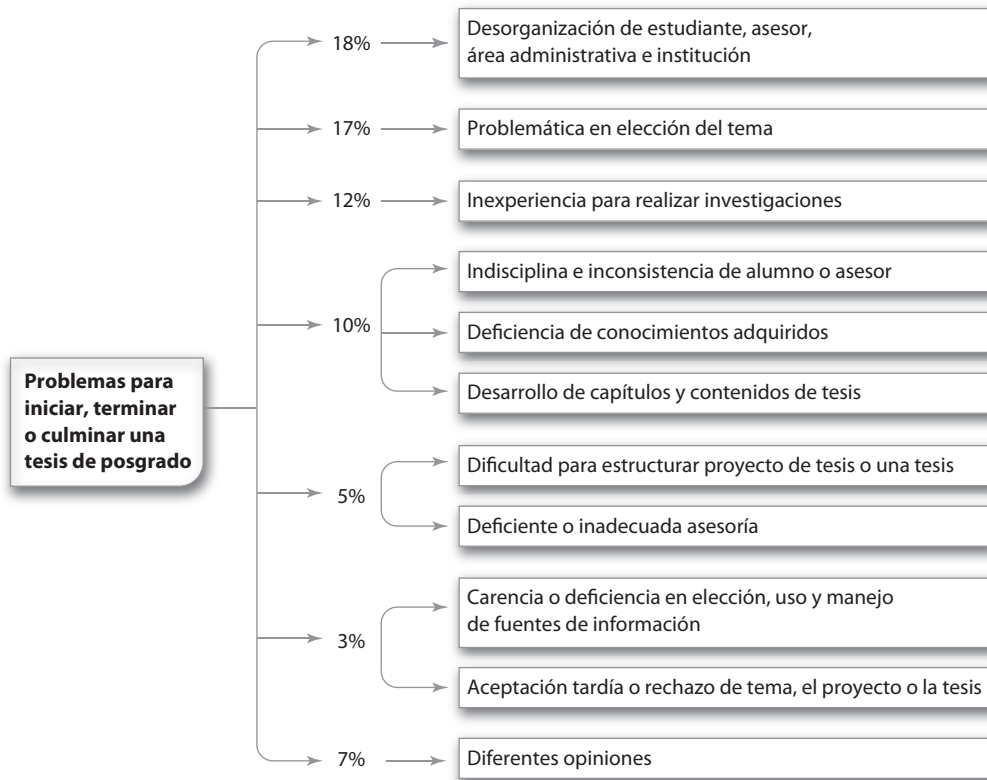 18%
Desorganización de estudiante, asesor,
área administrativa e institución
17%
Problemática en elección del tema
12%
Inexperiencia para realizar investigaciones
10%
Indisciplina e inconsistencia de alumno o asesor
Deficiencia de conocimientos adquiridos
Desarrollo de capítulos y contenidos de tesis
Problemas para
iniciar, terminar
o culminar una
tesis de posgrado
5%
Dificultad para estructurar proyecto de tesis o una tesis
Deficiente o inadecuada asesoría
3%
Carencia o deficiencia en elección, uso y manejo
de fuentes de información
Aceptación tardía o rechazo de tema, el proyecto o la tesis
7%
Diferentes opiniones